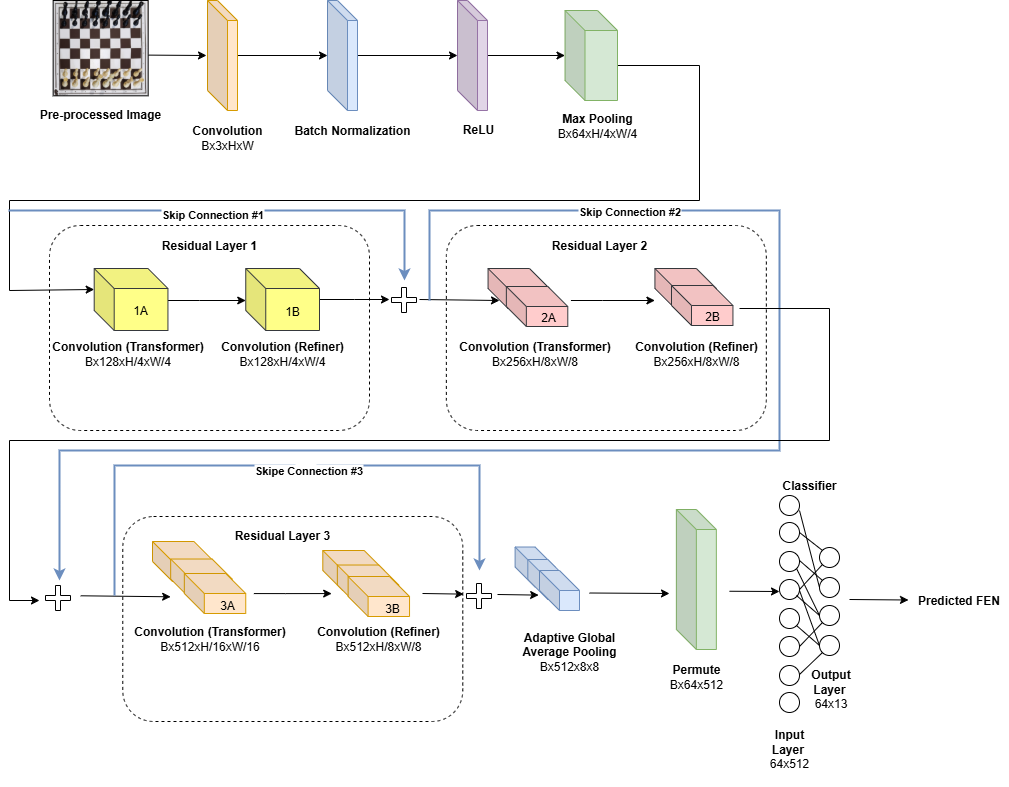 Pre-processed Image
Convolution
Bx3xHxW
Batch Normalization
ReLU
Max Pooling
Bx64xH/4xW/4
Skip Connection #1
Skip Connection #2
Residual Layer 1
Residual Layer 2
1A
1B
2A
2B
Convolution (Transformer)
Bx128xH/4xW/4
Convolution (Refiner)
Bx128xH/4xW/4
Convolution (Transformer)
Bx256xH/8xW/8
Convolution (Refiner)
Bx256xH/8xW/8
Skipe Connection #3
Residual Layer 3
3A
3B
Convolution (Transformer)
Bx512xH/16xW/16
Convolution (Refiner)
Bx512xH/8xW/8
Adaptive Global
Average Pooling
Bx512x8x8
Permute
Bx64x512
Classifier
Input
Layer
64x512
Output
Layer
64x13
Predicted FEN